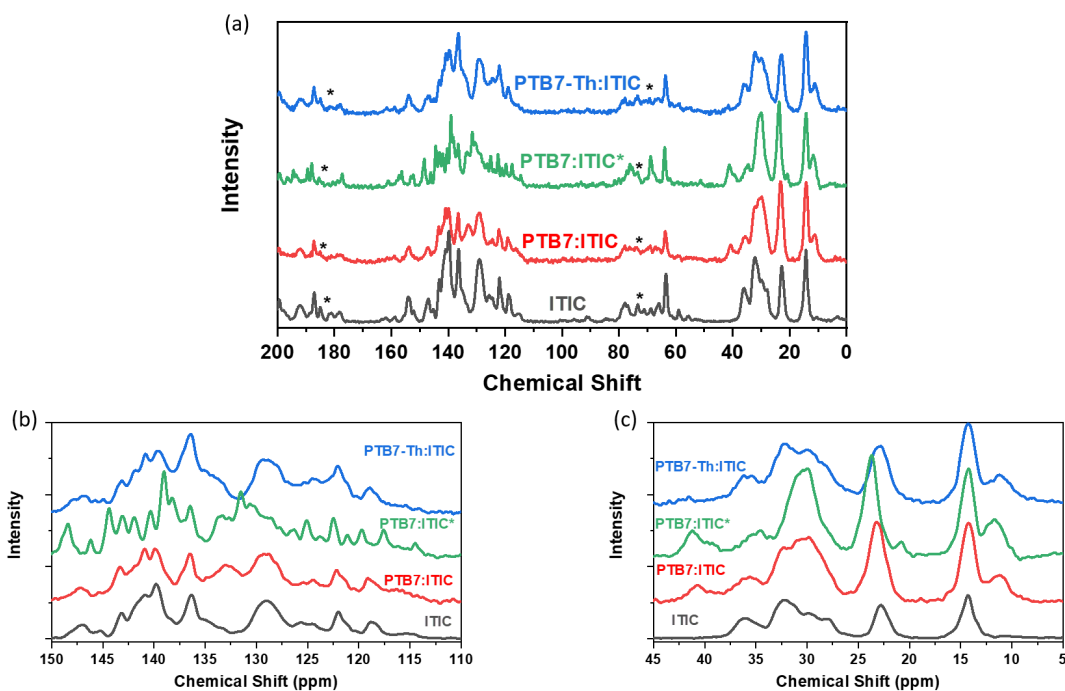 (a)
PTB7-Th:ITIC
*
*
PTB7:ITIC*
*
*
PTB7:ITIC
*
*
ITIC
*
*
Intensity
200 180 160 140 120 100 80 60 40 20 0
Chemical Shift
(b)
PTB7-Th:ITIC
PTB7:ITIC*
PTB7:ITIC
ITIC
Intensity
150 145 140 135 130 125 120 115 110
Chemical Shift (ppm)
(c)
PTB7-Th:ITIC
PTB7:ITIC*
PTB7:ITIC
ITIC
Intensity
45 40 35 30 25 20 15 10 5
Chemical Shift (ppm)